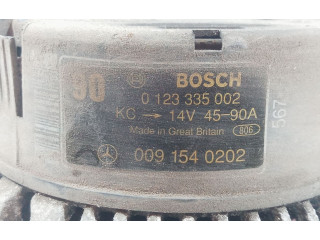 90 BOSCH
0 123 335 002
KC → 14V 45-90A
Made in Great Britain 806
009 154 0202
567